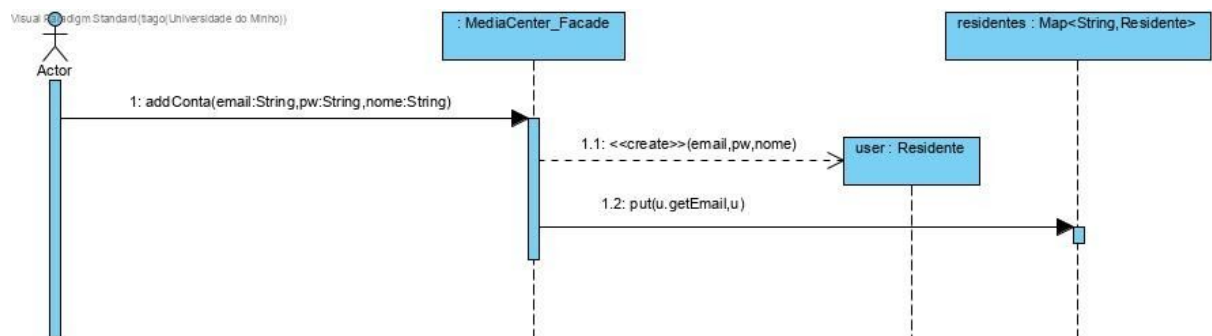 Visual Paradigm Standard(tiago(Universidade do Minho))
: MediaCenter_Facade
residentes : Map<String,Residente>
Actor
1: addConta(email:String,pw:String,nome:String)
1.1: <<create>>(email,pw,nome)
user : Residente
1.2: put(u.getEmail,u)